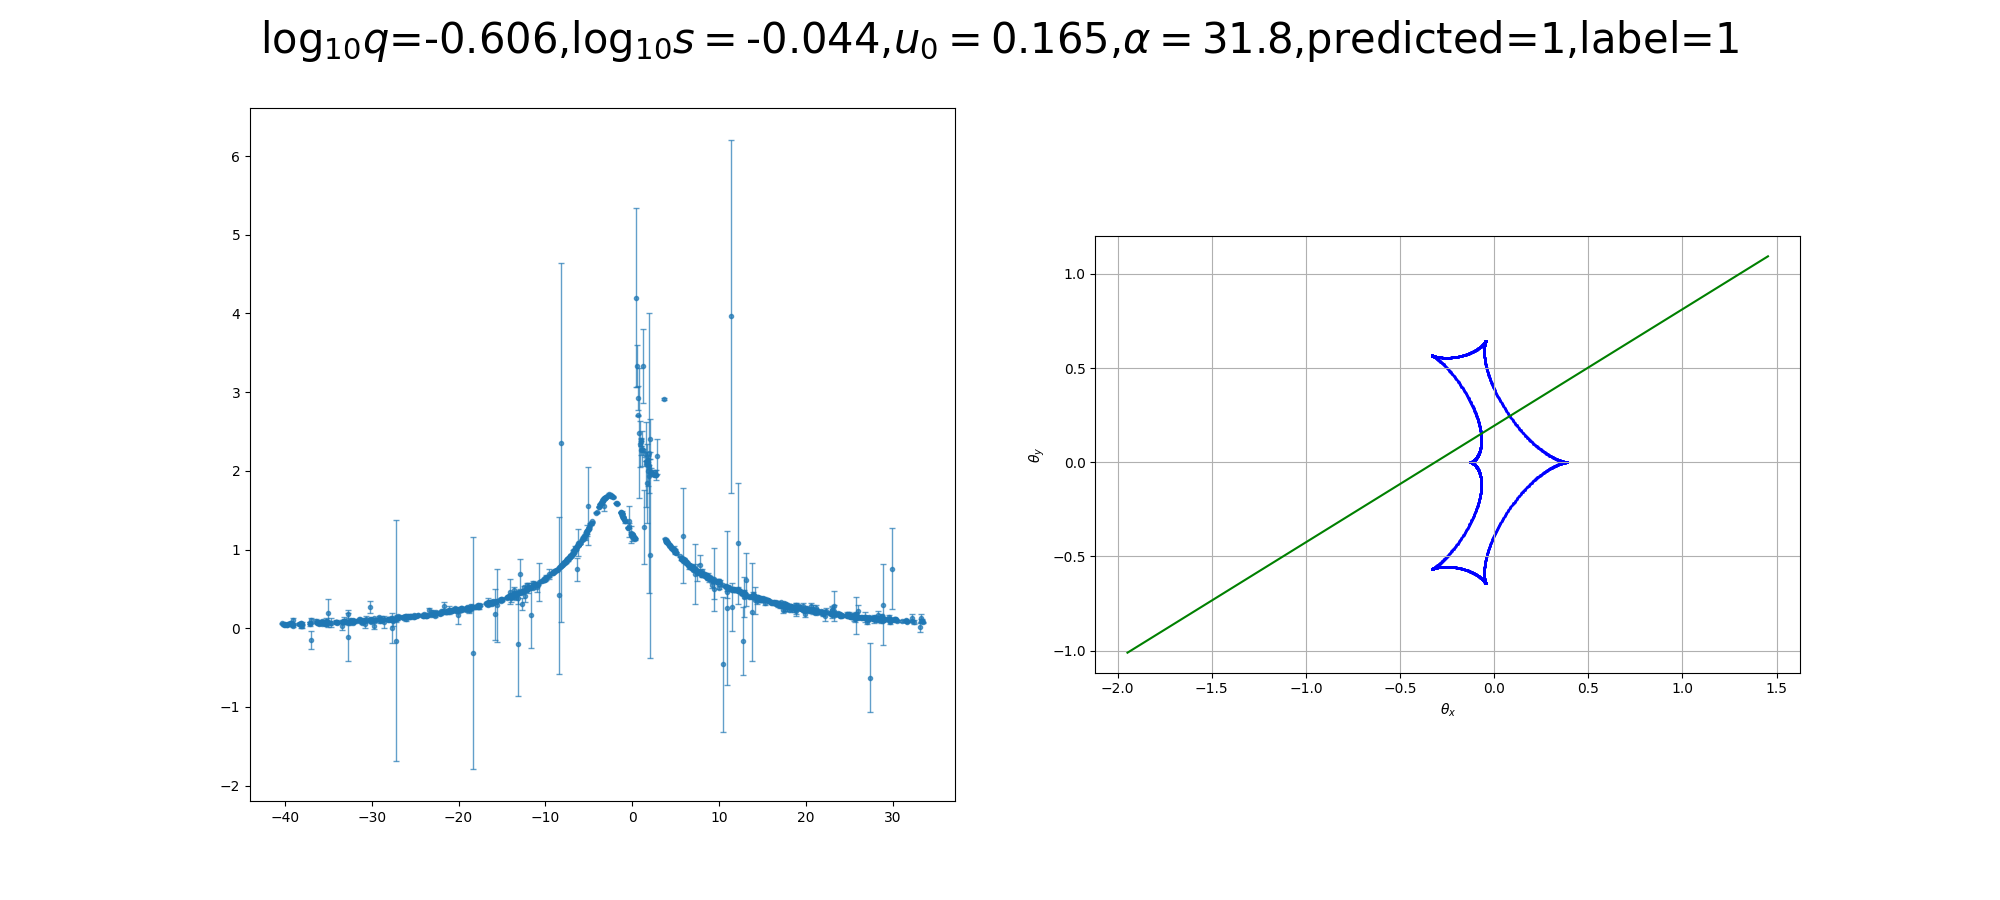 log₁₀q=-0.606,log₁₀s = -0.044,u₀ = 0.165,α = 31.8,predicted=1,label=1
6
5
4
3
2
1
0
−1
−2
−40 −30 −20 −10 0 10 20 30
1.0
0.5
0.0
−0.5
−1.0
θy
−2.0 −1.5 −1.0 −0.5 0.0 0.5 1.0 1.5
θx